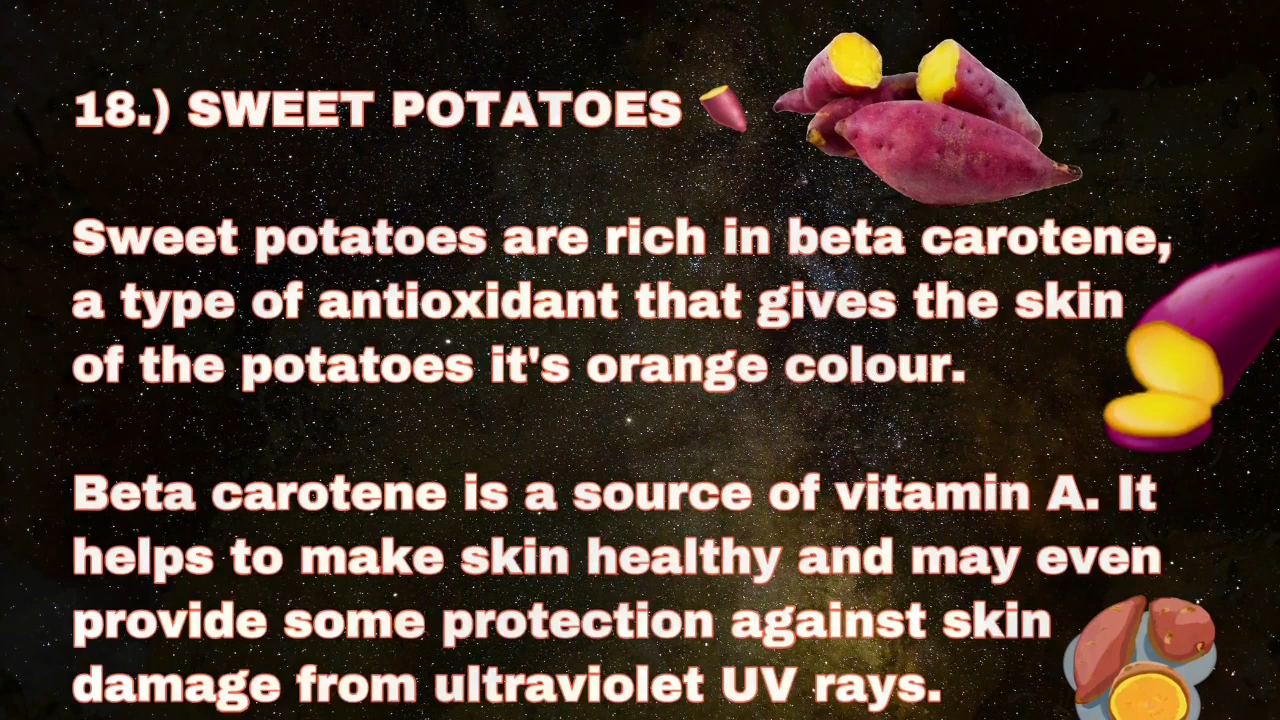 18.) SWEET POTATOES
Sweet potatoes are rich in beta carotene,
a type of antioxidant that gives the skin
of the potatoes it's orange colour.
Beta carotene is a source of vitamin A. It
helps to make skin healthy and may even
provide some protection against skin
damage from ultraviolet UV rays.